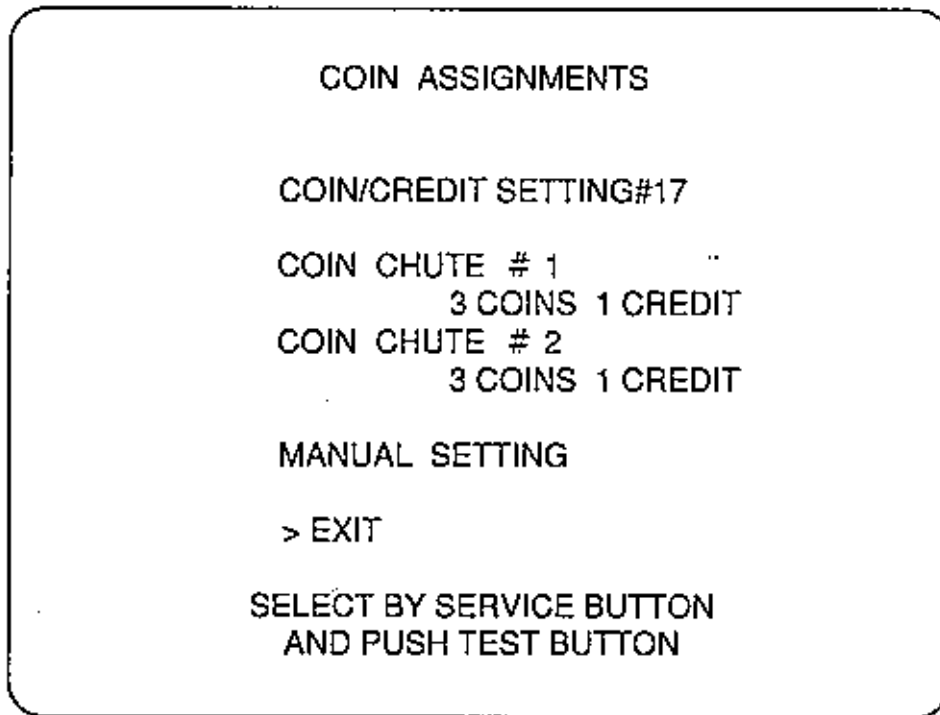 COIN ASSIGNMENTS
COIN/CREDIT SETTING#17
COIN CHUTE # 1
3 COINS 1 CREDIT
COIN CHUTE # 2
3 COINS 1 CREDIT
MANUAL SETTING
> EXIT
SELECT BY SERVICE BUTTON
AND PUSH TEST BUTTON